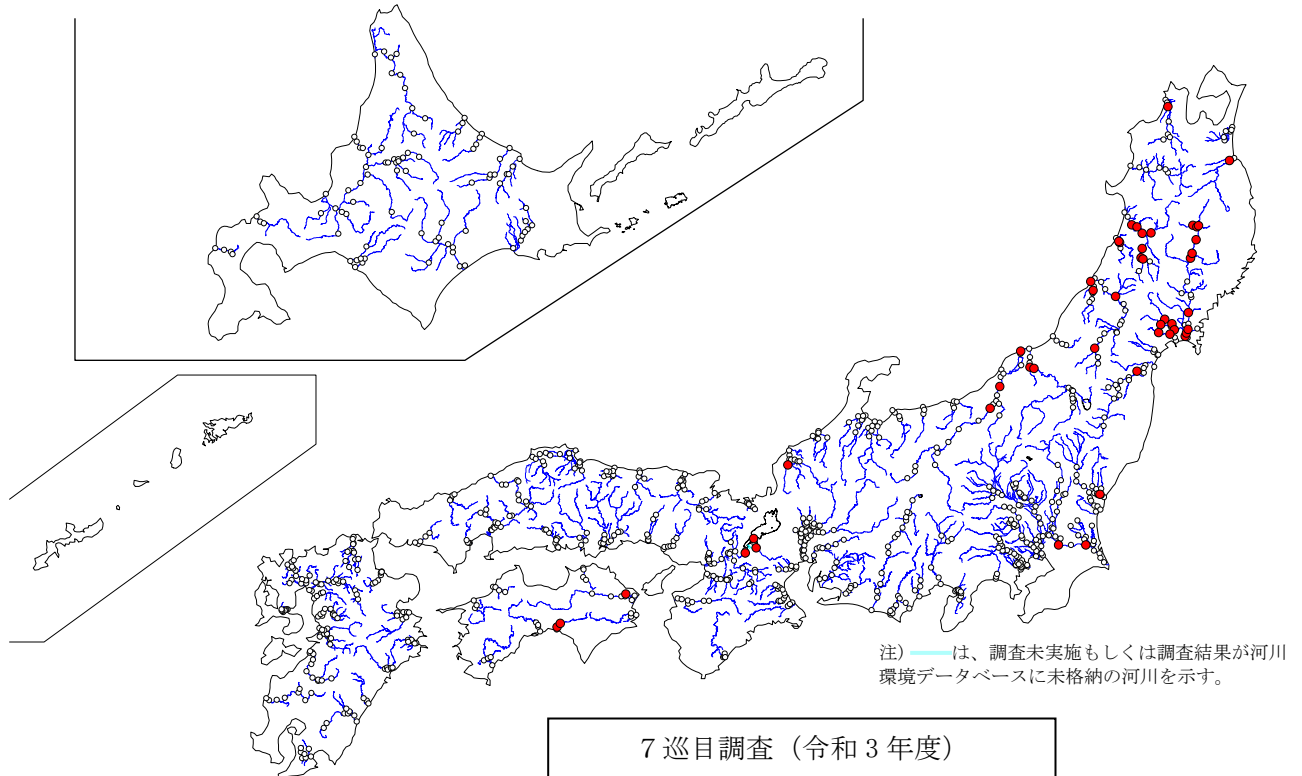 注) は、調査未実施もしくは調査結果が河川
環境データベースに未格納の河川を示す。
7巡目調査（令和3年度）